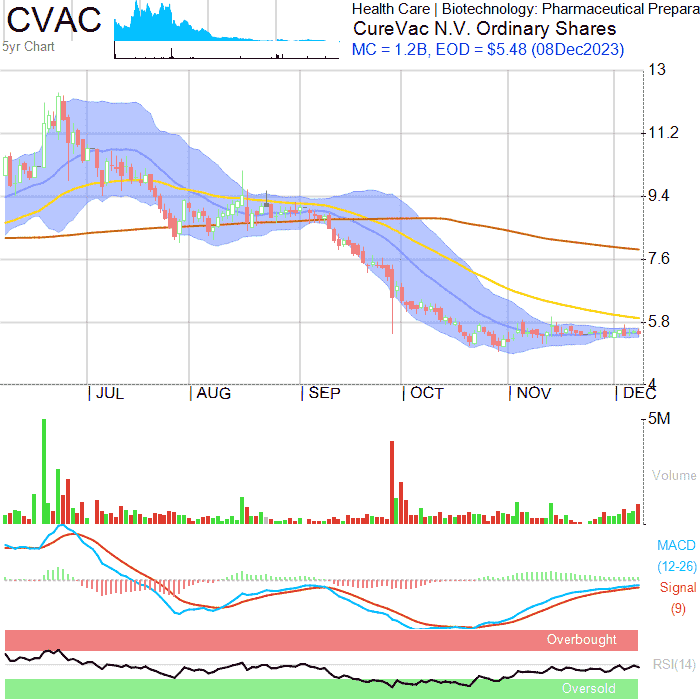 CVAC
5yr Chart
Health Care | Biotechnology: Pharmaceutical Prepara
CureVac N.V. Ordinary Shares
MC = 1.2B, EOD = $5.48 (08Dec2023)
13
11.2
9.4
7.6
5.8
4
JUL AUG SEP OCT NOV DEC
5M
Volume
MACD
(12-26)
Signal
(9)
Overbought
RSI(14)
Oversold